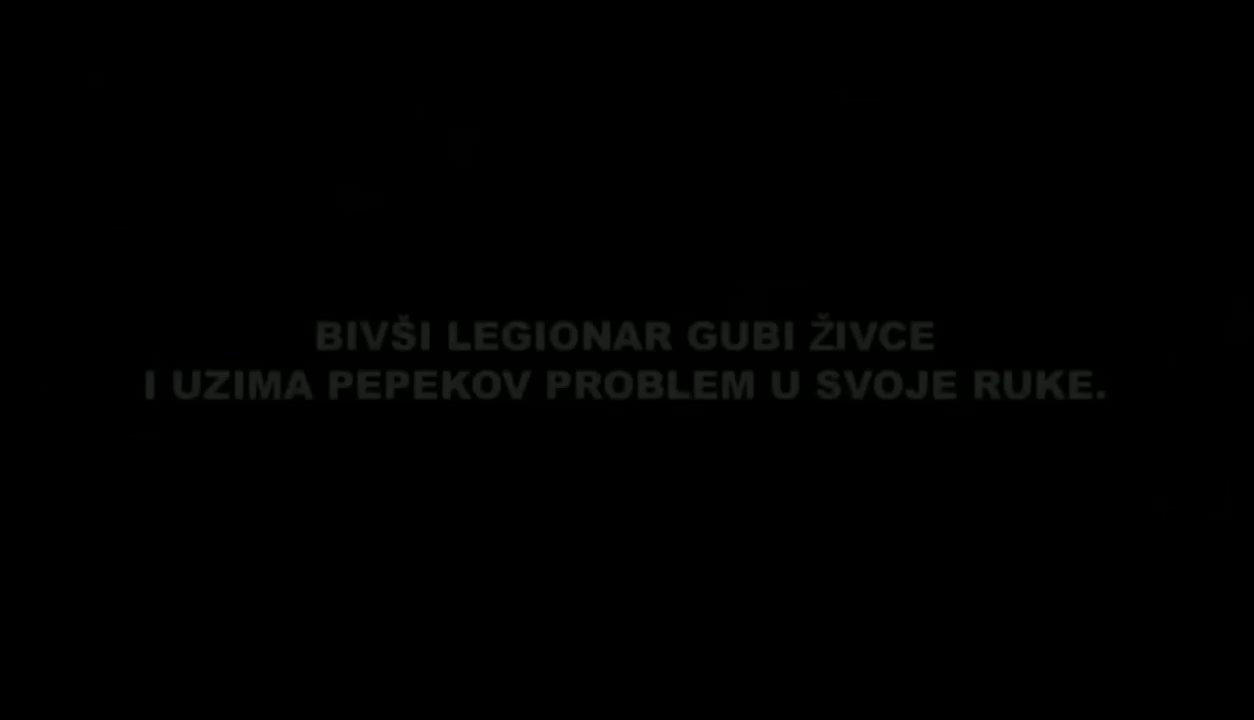 BIVŠI LEGIONAR GUBI ŽIVCE
I UZIMA PEPEKOV PROBLEM U SVOJE RUKE.